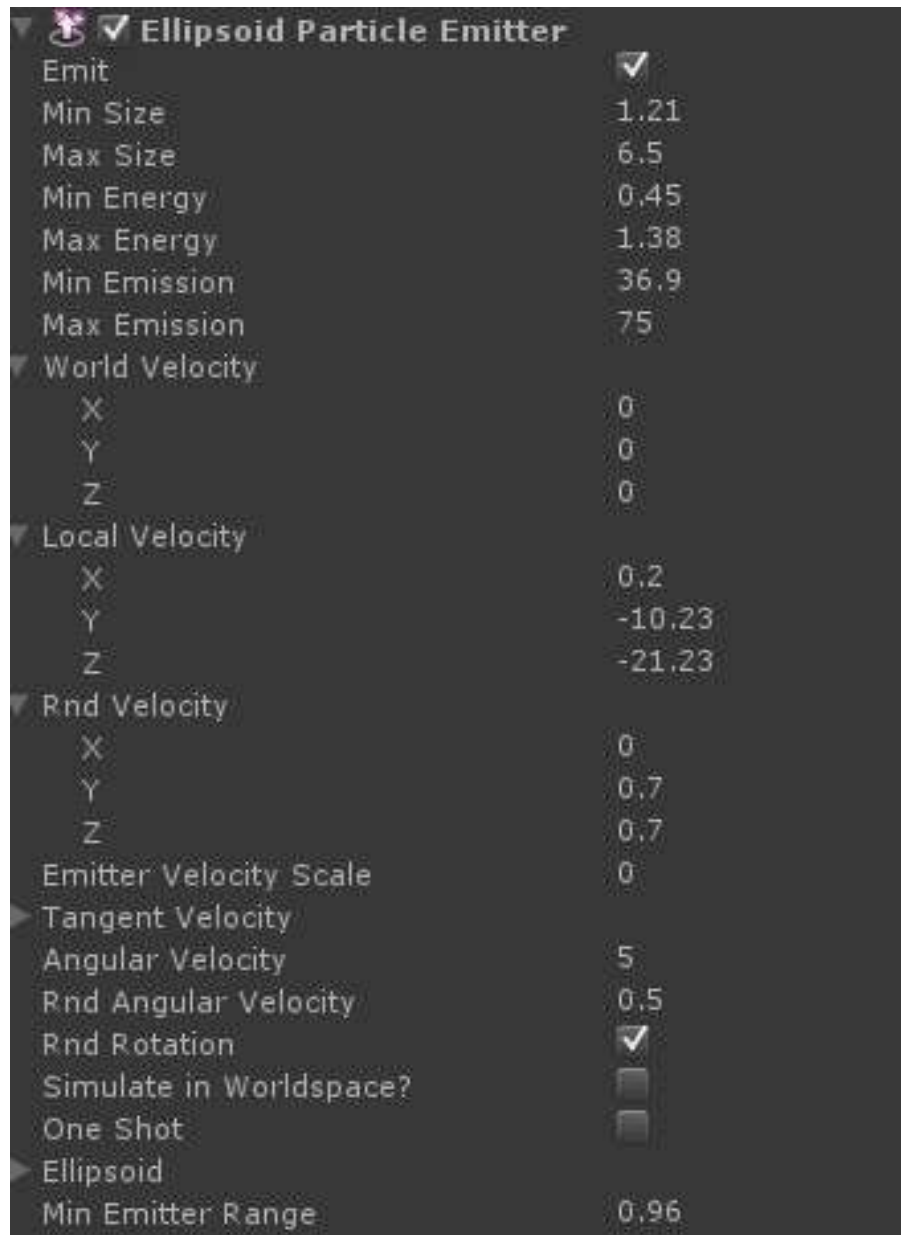 Ellipsoid Particle Emitter
Emit
Min Size 1.21
Max Size 6.5
Min Energy 0.45
Max Energy 1.38
Min Emission 36.9
Max Emission 75
World Velocity
X 0
Y 0
Z 0
Local Velocity
X 0.2
Y -10.23
Z -21.23
Rnd Velocity
X 0
Y 0.7
Z 0.7
Emitter Velocity Scale 0
Tangent Velocity
Angular Velocity 5
Rnd Angular Velocity 0.5
Rnd Rotation
Simulate in Worldspace?
One Shot
Ellipsoid
Min Emitter Range 0.96